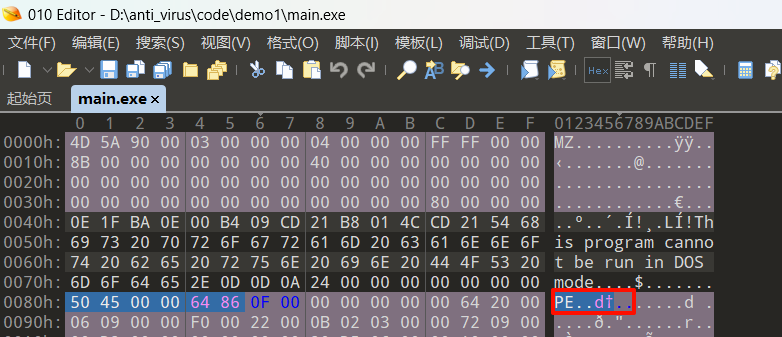 010 Editor - D:\anti_virus\code\demo1\main.exe
文件(F) 编辑(E) 搜索(S) 视图(V) 格式(O) 脚本(I) 模板(L) 调试(D) 工具(T) 窗口(W) 帮助(H)
Hex
起始页 main.exe ×
0 1 2 3 4 5 6 7 8 9 A B C D E F 0123456789ABCDEF
0000h: 4D 5A 90 00 03 00 00 00 04 00 00 00 FF FF 00 00 MZ..........ÿÿ..
0010h: 8B 00 00 00 00 00 00 00 40 00 00 00 00 00 00 00 ‹.......@.......
0020h: 00 00 00 00 00 00 00 00 00 00 00 00 00 00 00 00 ................
0030h: 00 00 00 00 00 00 00 00 00 00 00 00 80 00 00 00 ............€...
0040h: 0E 1F BA 0E 00 B4 09 CD 21 B8 01 4C CD 21 54 68 ..º..´.Í!¸.LÍ!Th
0050h: 69 73 20 70 72 6F 67 72 61 6D 20 63 61 6E 6E 6F is program canno
0060h: 74 20 62 65 20 72 75 6E 20 69 6E 20 44 4F 53 20 t be run in DOS
0070h: 6D 6F 64 65 2E 0D 0D 0A 24 00 00 00 00 00 00 00 mode....$.......
0080h: 50 45 00 00 64 86 0F 00 00 00 00 00 00 64 20 00 PE..d†.......d .
0090h: 06 09 00 00 F0 00 22 00 0B 02 03 00 00 72 09 00 ....ð."......r..